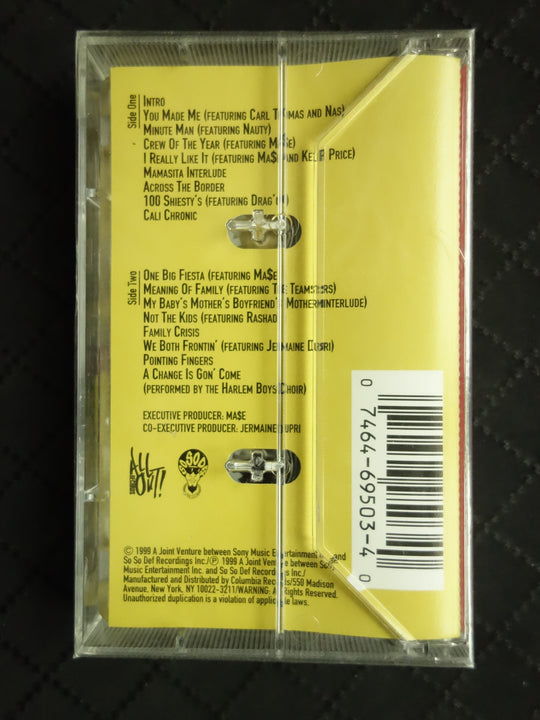 Side One
Intro
You Made Me (featuring Carl Thomas and Nas)
Minute Man (featuring Nauty)
Crew Of The Year (featuring Ma$e)
I Really Like It (featuring Ma$e and Kelly Price)
Mamasita Interlude
Across The Border
100 Shiesty's (featuring Drag'on)
Cali Chronic
Side Two
One Big Fiesta (featuring Ma$e)
Meaning Of Family (featuring The Teamsters)
My Baby's Mother's Boyfriend's Mother (interlude)
Not The Kids (featuring Rashad)
Family Crisis
We Both Frontin' (featuring Jermaine Dupri)
Pointing Fingers
A Change Is Gon' Come
(performed by the Harlem Boys Choir)
Executive Producer: Ma$e
Co-Executive Producer: Jermaine Dupri
All Out!
So So Def
© 1999 A Joint Venture between Sony Music Entertainment Inc. and
So So Def Recordings Inc./℗ 1999 A Joint Venture between Sony
Music Entertainment Inc. and So So Def Recordings Inc./
Manufactured and Distributed by Columbia Records/550 Madison
Avenue, New York, NY 10022-3211/WARNING: All Rights Reserved.
Unauthorized duplication is a violation of applicable laws.
0 7464-69503-4 0